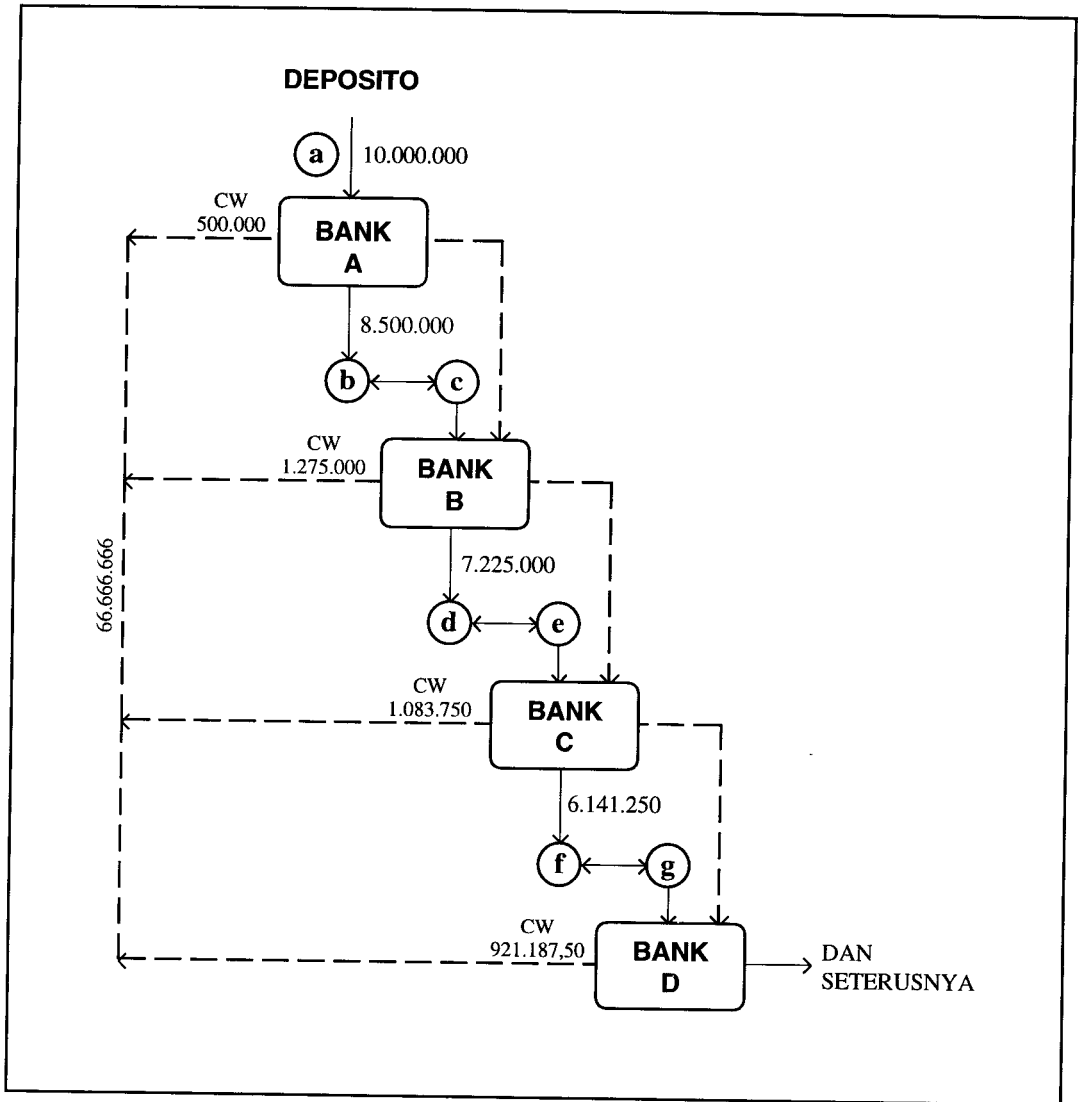 DEPOSITO
a
10.000.000
CW
500.000
BANK
A
8.500.000
b
c
CW
1.275.000
BANK
B
7.225.000
d
e
66.666.666
CW
1.083.750
BANK
C
6.141.250
f
g
CW
921.187,50
BANK
D
DAN
SETERUSNYA